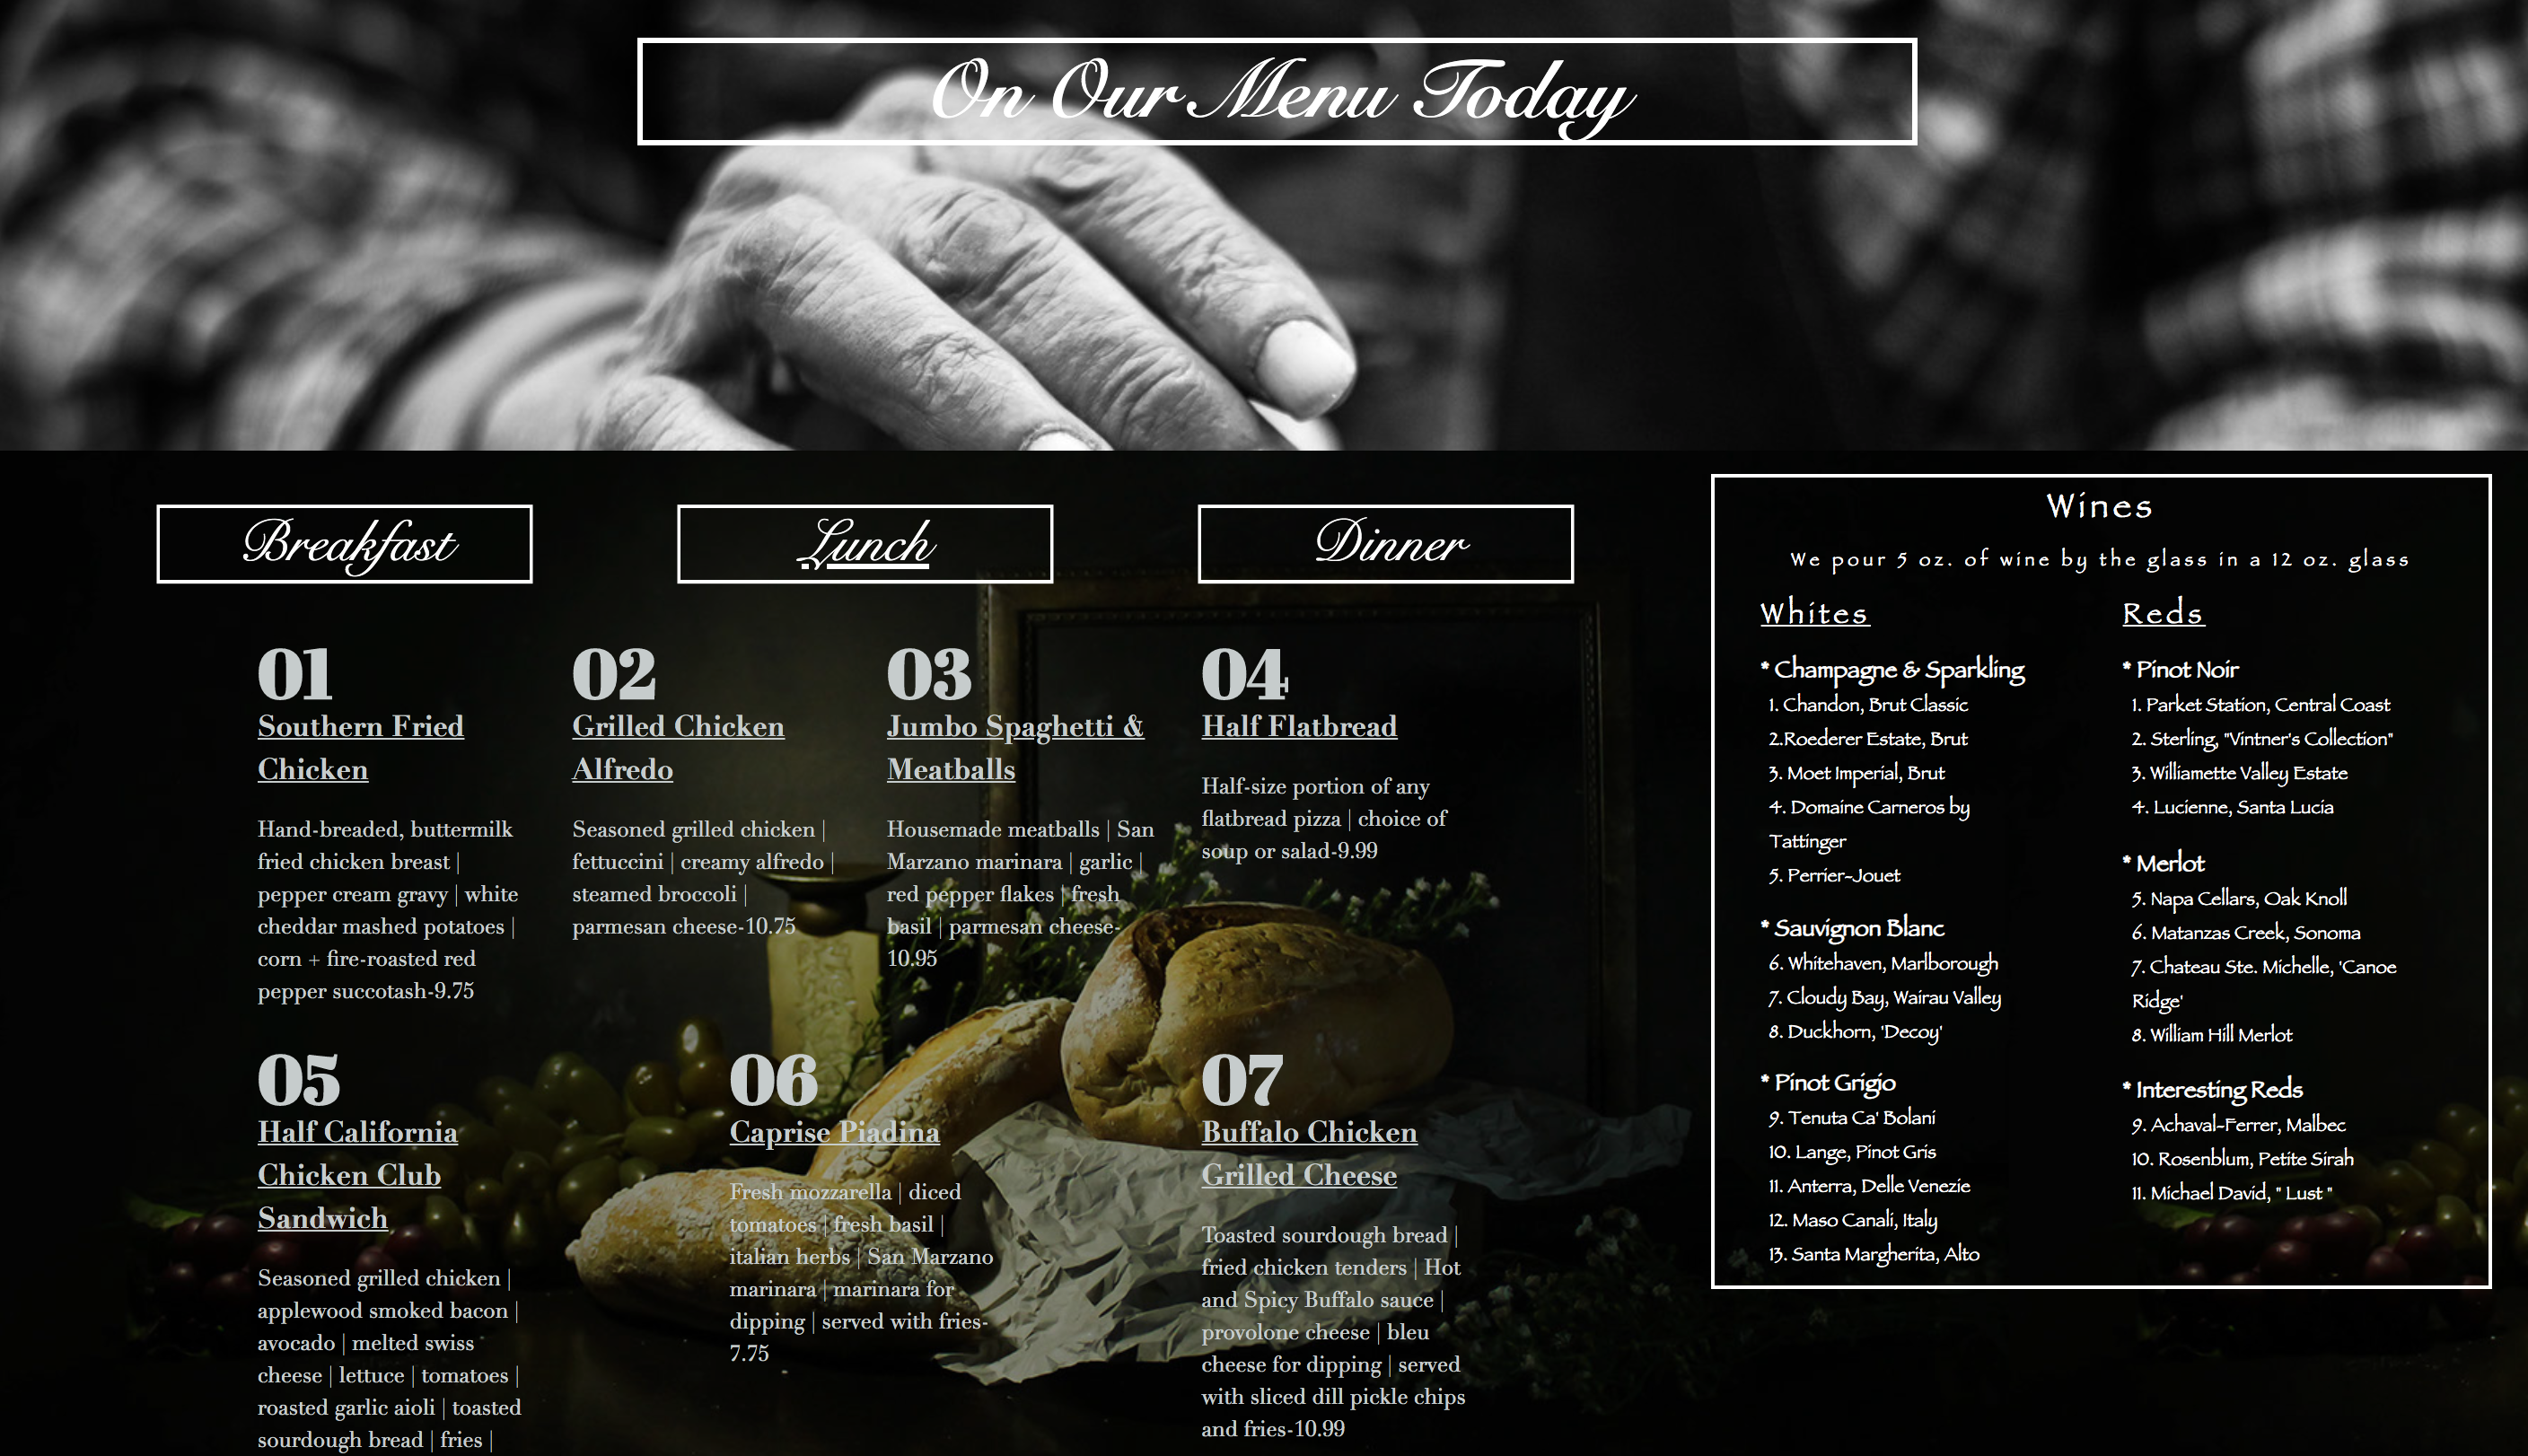 On Our Menu Today
Breakfast
Lunch
Dinner
01
Southern Fried
Chicken
Hand-breaded, buttermilk
fried chicken breast |
pepper cream gravy | white
cheddar mashed potatoes |
corn + fire-roasted red
pepper succotash-9.75
02
Grilled Chicken
Alfredo
Seasoned grilled chicken |
fettuccini | creamy alfredo |
steamed broccoli |
parmesan cheese-10.75
03
Jumbo Spaghetti &
Meatballs
Housemade meatballs | San
Marzano marinara | garlic |
red pepper flakes | fresh
basil | parmesan cheese-
10.95
04
Half Flatbread
Half-size portion of any
flatbread pizza | choice of
soup or salad-9.99
05
Half California
Chicken Club
Sandwich
Seasoned grilled chicken |
applewood smoked bacon |
avocado | melted swiss
cheese | lettuce | tomatoes |
roasted garlic aioli | toasted
sourdough bread | fries |
06
Caprise Piadina
Fresh mozzarella | diced
tomatoes | fresh basil |
italian herbs | San Marzano
marinara | marinara for
dipping | served with fries-
7.75
07
Buffalo Chicken
Grilled Cheese
Toasted sourdough bread |
fried chicken tenders | Hot
and Spicy Buffalo sauce |
provolone cheese | bleu
cheese for dipping | served
with sliced dill pickle chips
and fries-10.99
Wines
We pour 5 oz. of wine by the glass in a 12 oz. glass
Whites
* Champagne & Sparkling
1. Chandon, Brut Classic
2.Roederer Estate, Brut
3. Moet Imperial, Brut
4. Domaine Carneros by
Tattinger
5. Perrier-Jouet
* Sauvignon Blanc
6. Whitehaven, Marlborough
7. Cloudy Bay, Wairau Valley
8. Duckhorn, 'Decoy'
* Pinot Grigio
9. Tenuta Ca' Bolani
10. Lange, Pinot Gris
11. Anterra, Delle Venezie
12. Maso Canali, Italy
13. Santa Margherita, Alto
Reds
* Pinot Noir
1. Parket Station, Central Coast
2. Sterling, "Vintner's Collection"
3. Williamette Valley Estate
4. Lucienne, Santa Lucia
* Merlot
5. Napa Cellars, Oak Knoll
6. Matanzas Creek, Sonoma
7. Chateau Ste. Michelle, 'Canoe
Ridge'
8. William Hill Merlot
* Interesting Reds
9. Achaval-Ferrer, Malbec
10. Rosenblum, Petite Sirah
11. Michael David, " Lust "